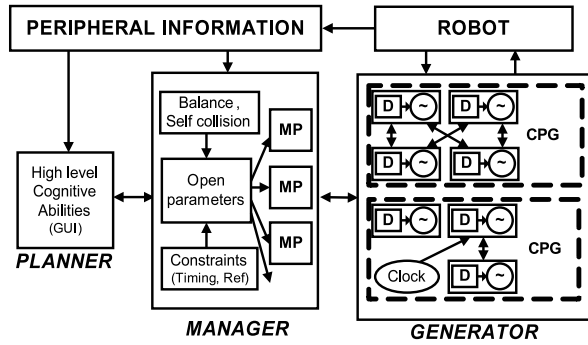 PERIPHERAL INFORMATION
ROBOT
Balance,
Self collision
MP
Open
parameters
MP
MP
Constraints
(Timing, Ref)
High level
Cognitive
Abilities
(GUI)
PLANNER
MANAGER
D ~ D ~
CPG
D ~ D ~
D ~ D ~
CPG
Clock
D ~
GENERATOR